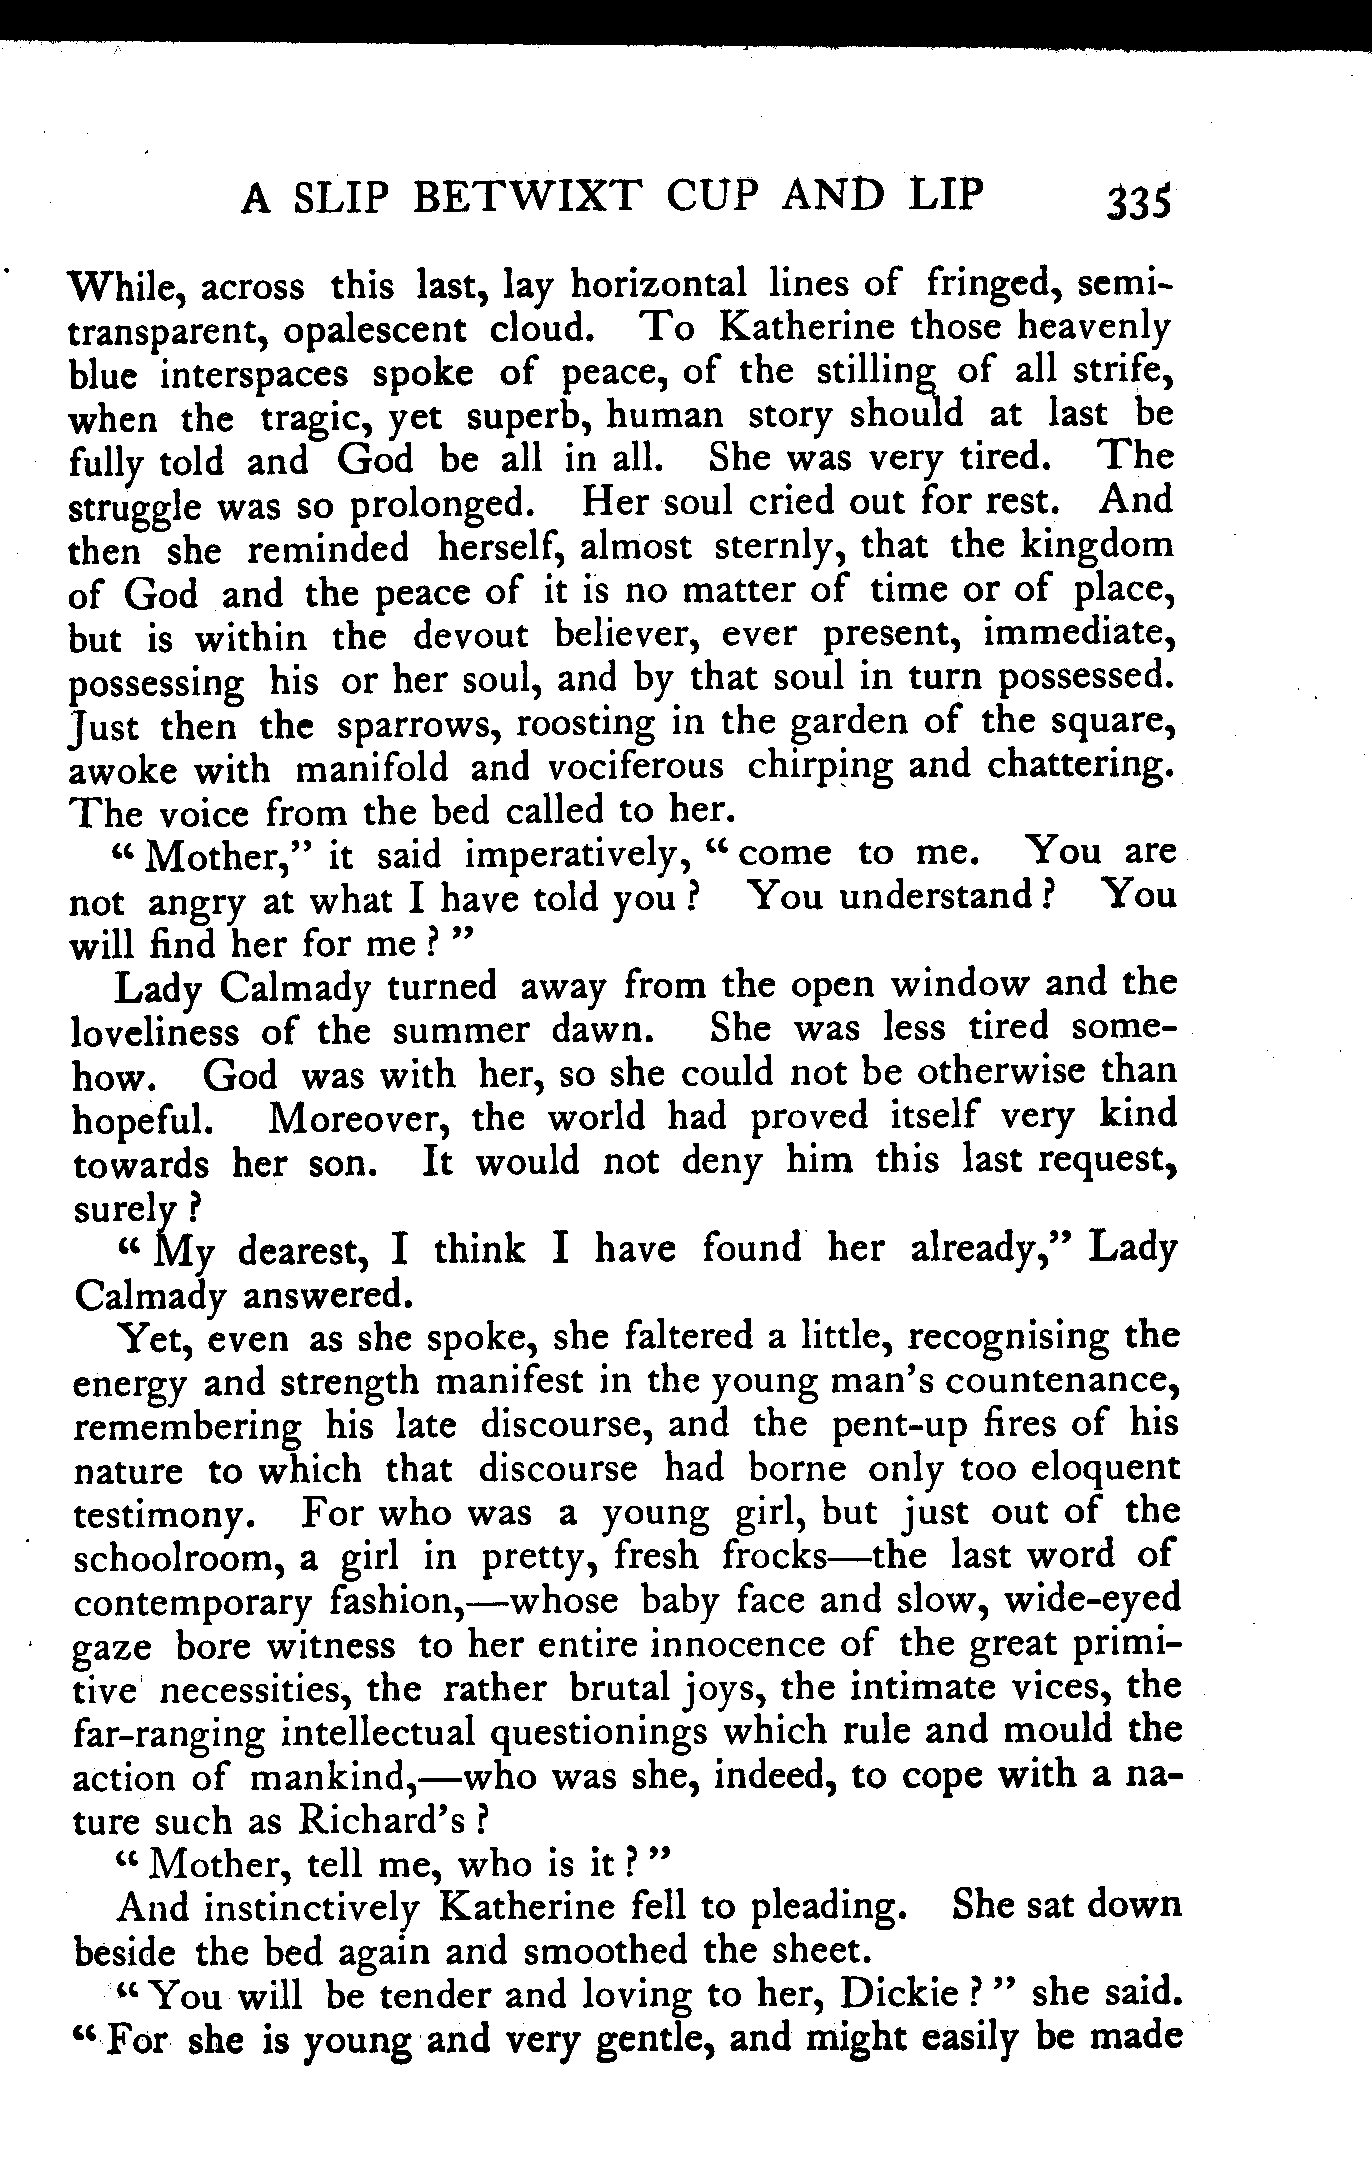 A SLIP BETWIXT CUP AND LIP 335
While, across this last, lay horizontal lines of fringed, semi-
transparent, opalescent cloud. To Katherine those heavenly
blue interspaces spoke of peace, of the stilling of all strife,
when the tragic, yet superb, human story should at last be
fully told and God be all in all. She was very tired. The
struggle was so prolonged. Her soul cried out for rest. And
then she reminded herself, almost sternly, that the kingdom
of God and the peace of it is no matter of time or of place,
but is within the devout believer, ever present, immediate,
possessing his or her soul, and by that soul in turn possessed.
Just then the sparrows, roosting in the garden of the square,
awoke with manifold and vociferous chirping and chattering.
The voice from the bed called to her.
“Mother,” it said imperatively, “come to me. You are
not angry at what I have told you? You understand? You
will find her for me?”
Lady Calmady turned away from the open window and the
loveliness of the summer dawn. She was less tired some-
how. God was with her, so she could not be otherwise than
hopeful. Moreover, the world had proved itself very kind
towards her son. It would not deny him this last request,
surely?
“My dearest, I think I have found her already,” Lady
Calmady answered.
Yet, even as she spoke, she faltered a little, recognising the
energy and strength manifest in the young man’s countenance,
remembering his late discourse, and the pent-up fires of his
nature to which that discourse had borne only too eloquent
testimony. For who was a young girl, but just out of the
schoolroom, a girl in pretty, fresh frocks—the last word of
contemporary fashion,—whose baby face and slow, wide-eyed
gaze bore witness to her entire innocence of the great primi-
tive necessities, the rather brutal joys, the intimate vices, the
far-ranging intellectual questionings which rule and mould the
action of mankind,—who was she, indeed, to cope with a na-
ture such as Richard’s?
“Mother, tell me, who is it?”
And instinctively Katherine fell to pleading. She sat down
beside the bed again and smoothed the sheet.
“You will be tender and loving to her, Dickie?” she said.
“For she is young and very gentle, and might easily be made